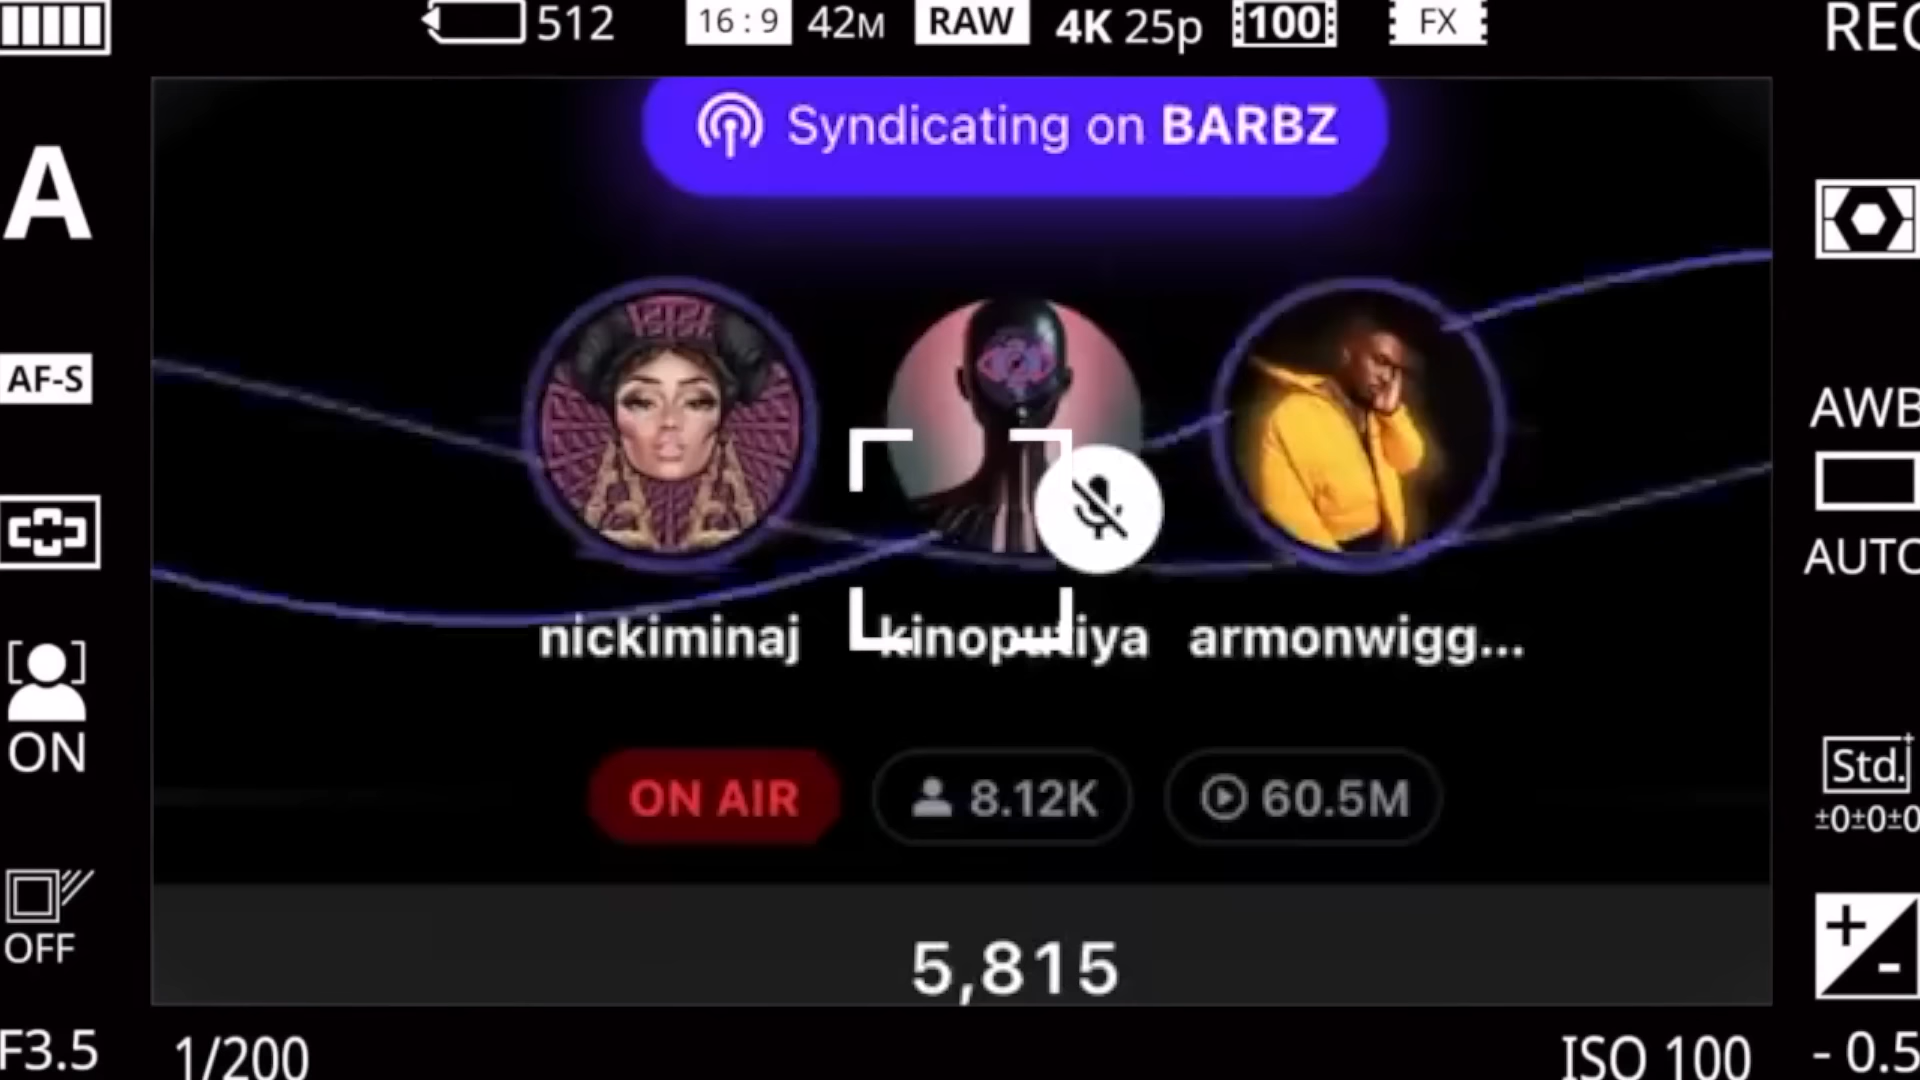 512 16:9 42M RAW 4K 25p 100 FX REC
Syndicating on BARBZ
A
AF-S
AWB
AUTO
nickiminaj kinoputiya armonwigg...
ON
Std.
±0±0±0
ON AIR 8.12K 60.5M
OFF
5,815
F3.5 1/200 ISO 100 - 0.5